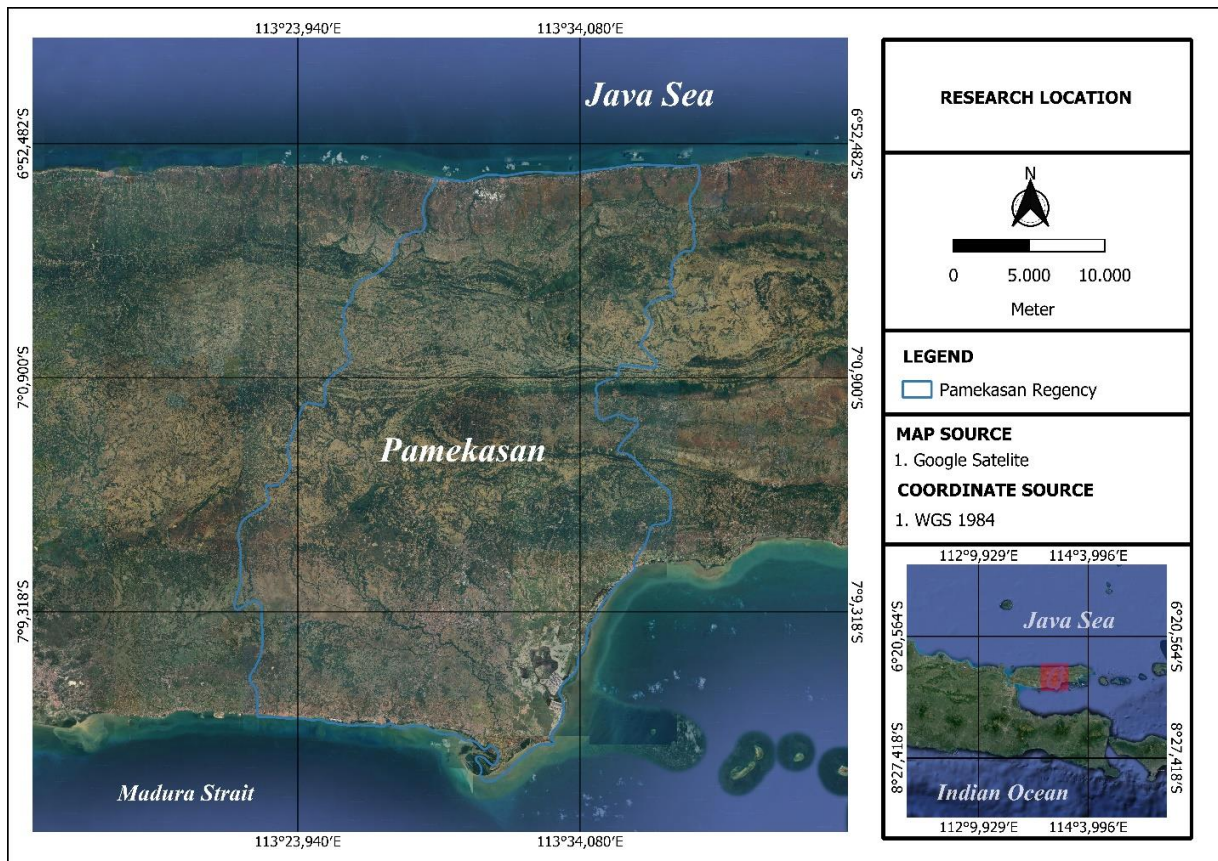 113°23,940'E
113°34,080'E
Java Sea
6°52,482'S
6°52,482'S
7°0,900'S
7°0,900'S
Pamekasan
7°9,318'S
7°9,318'S
Madura Strait
113°23,940'E
113°34,080'E
RESEARCH LOCATION
N
0 5.000 10.000
Meter
LEGEND
Pamekasan Regency
MAP SOURCE
1. Google Satelite
COORDINATE SOURCE
1. WGS 1984
112°9,929'E
114°3,996'E
6°20,564'S
6°20,564'S
Java Sea
8°27,418'S
8°27,418'S
Indian Ocean
112°9,929'E
114°3,996'E